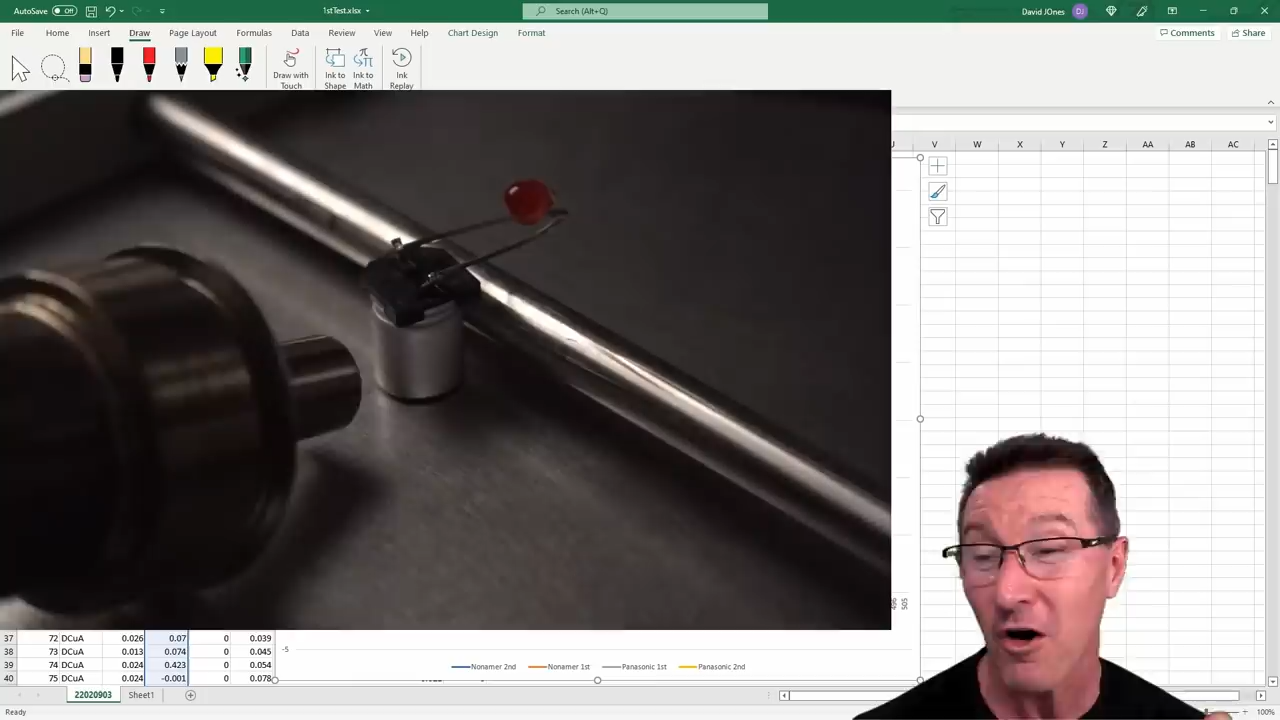 AutoSave Off 1stTest.xlsx Search (Alt+Q) David Jones DJ
File Home Insert Draw Page Layout Formulas Data Review View Help Chart Design Format Comments Share
Draw with Touch
Ink to Shape
Ink to Math
Ink Replay
V W X Y Z AA AB AC
505
37 72 DCuA 0.026 0.07 0 0.039
38 73 DCuA 0.013 0.074 0 0.045
39 74 DCuA 0.024 0.423 0 0.054
40 75 DCuA 0.024 -0.001 0 0.078
-5
Nonamer 2nd Nonamer 1st Panasonic 1st Panasonic 2nd
22020903 Sheet1
Ready 100%